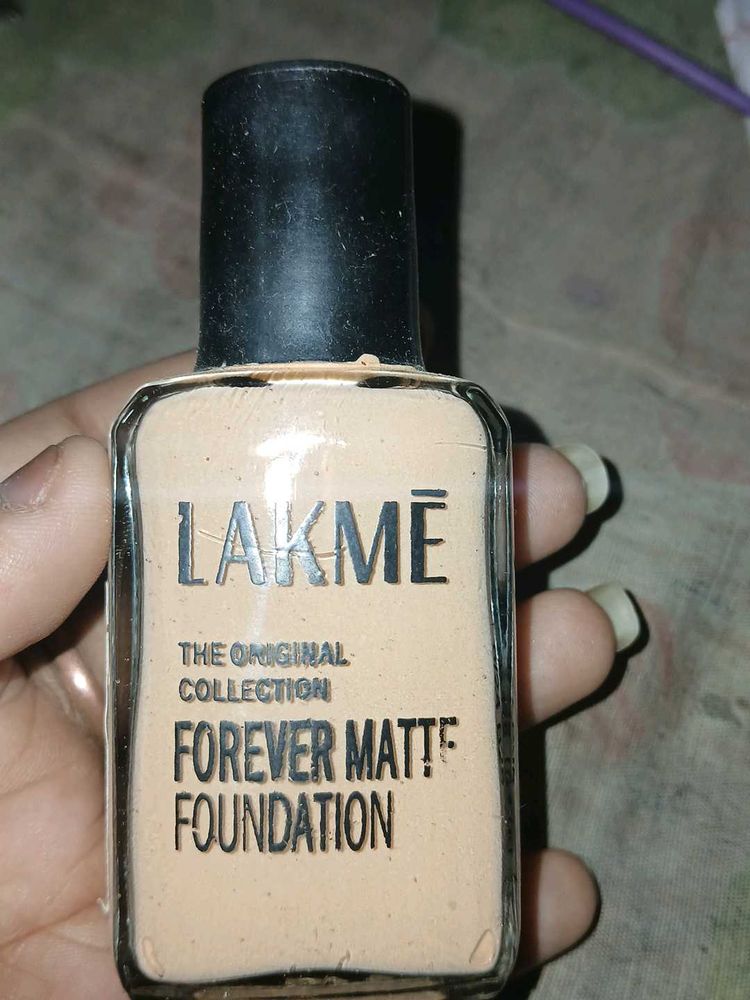 LAKMĒ
THE ORIGINAL
COLLECTION
FOREVER MATTE
FOUNDATION